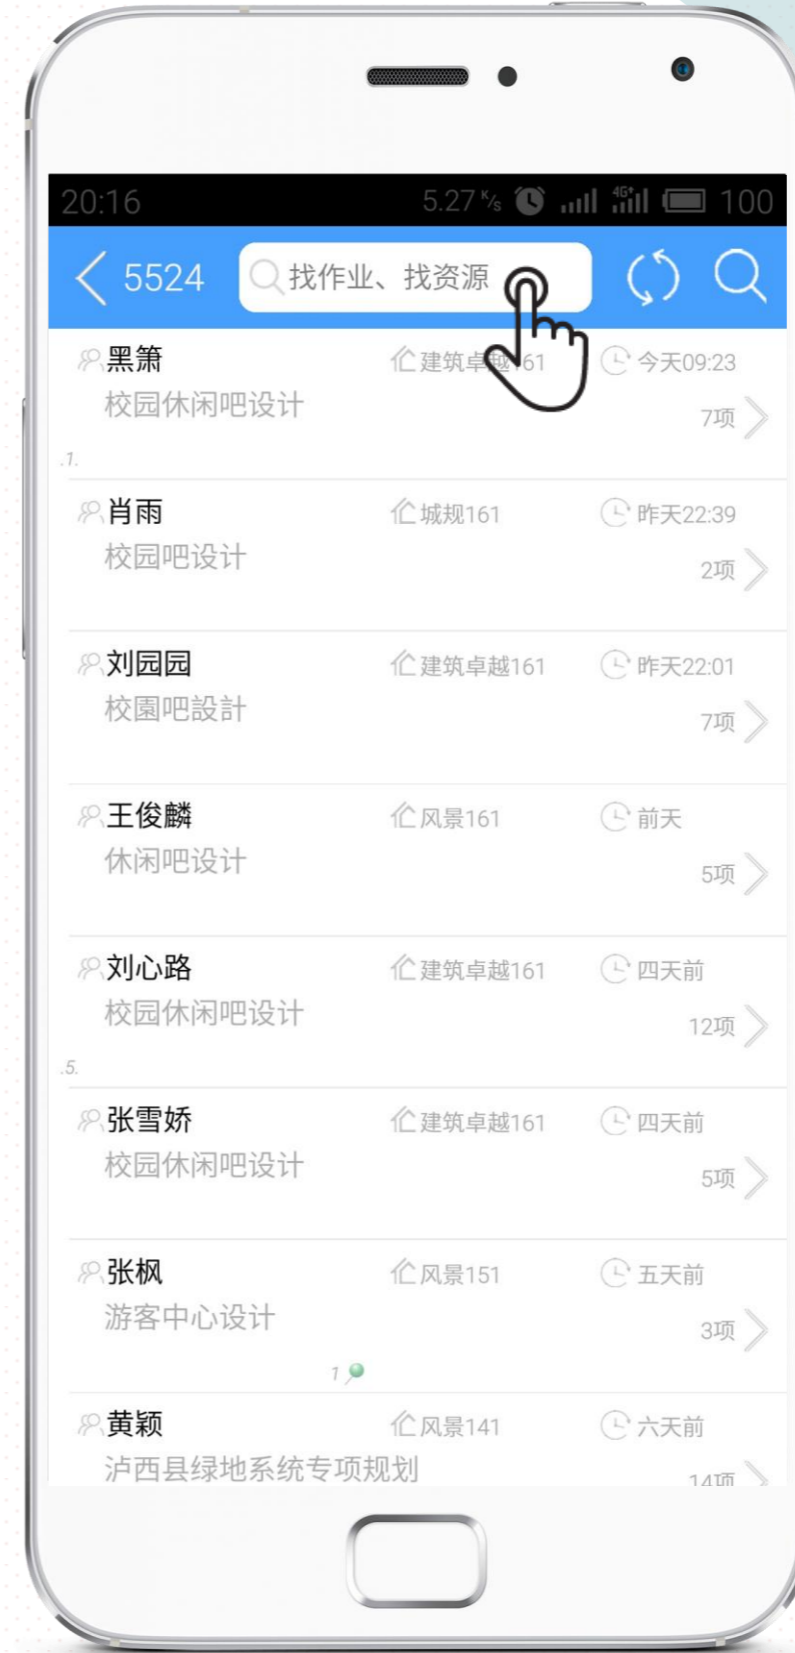 20:16 5.27 K/s 4G 100
5524 找作业、找资源
黑箫 建筑卓越161 今天09:23
校园休闲吧设计 7项
.1.
肖雨 城规161 昨天22:39
校园吧设计 2项
刘园园 建筑卓越161 昨天22:01
校園吧設計 7项
王俊麟 风景161 前天
休闲吧设计 5项
刘心路 建筑卓越161 四天前
校园休闲吧设计 12项
.5.
张雪娇 建筑卓越161 四天前
校园休闲吧设计 5项
张枫 风景151 五天前
游客中心设计 3项
1
黄颖 风景141 六天前
泸西县绿地系统专项规划 14项